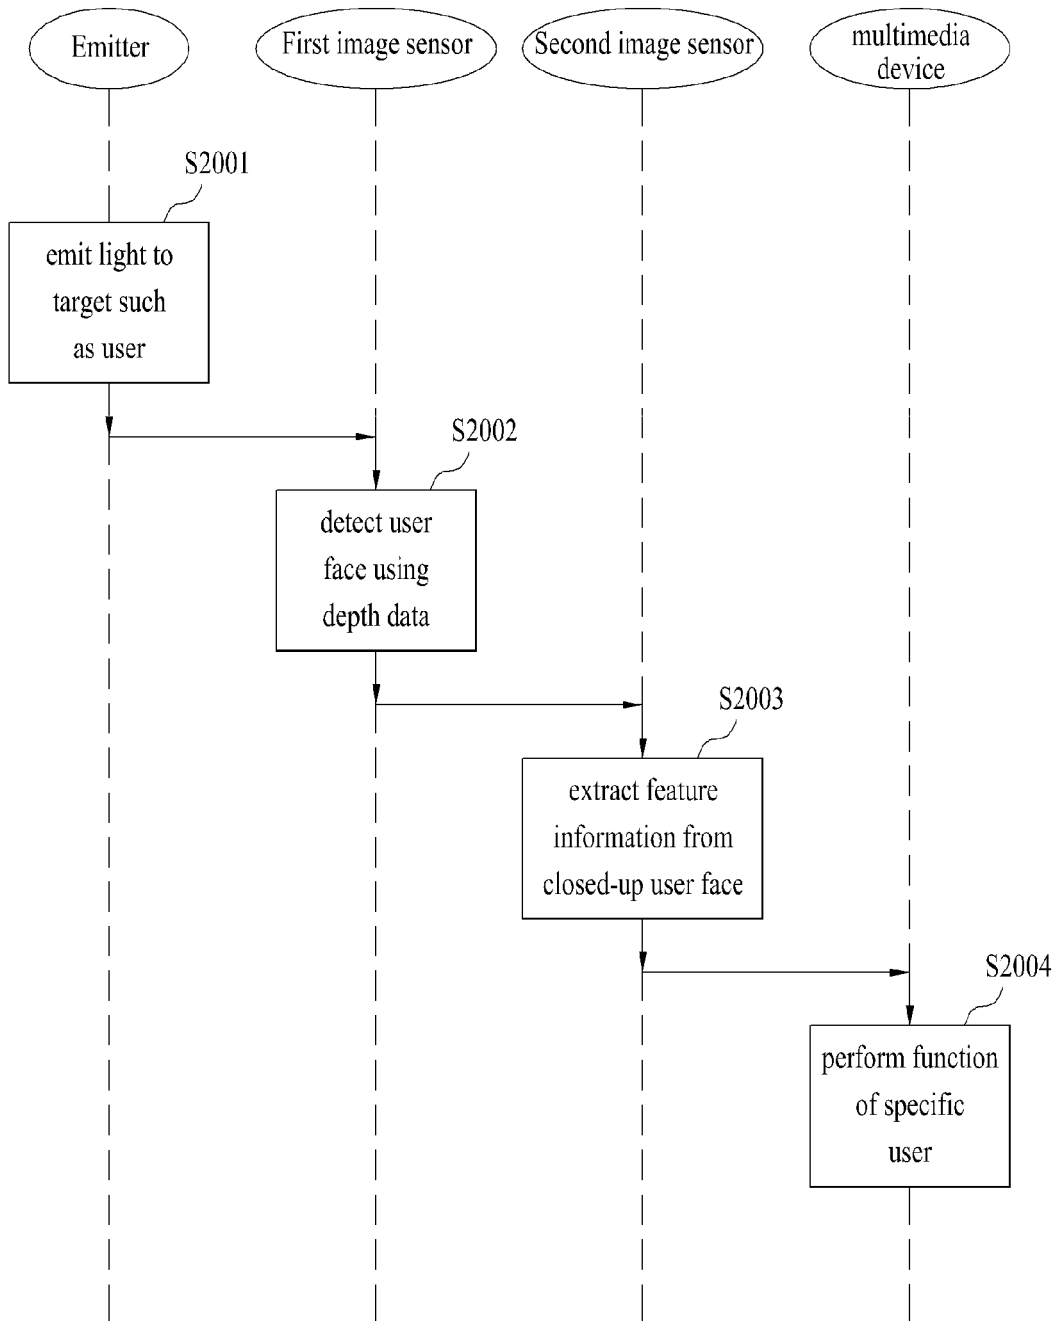 Emitter
First image sensor
Second image sensor
multimedia
device
S2001
emit light to
target such
as user
S2002
detect user
face using
depth data
S2003
extract feature
information from
closed-up user face
S2004
perform function
of specific
user